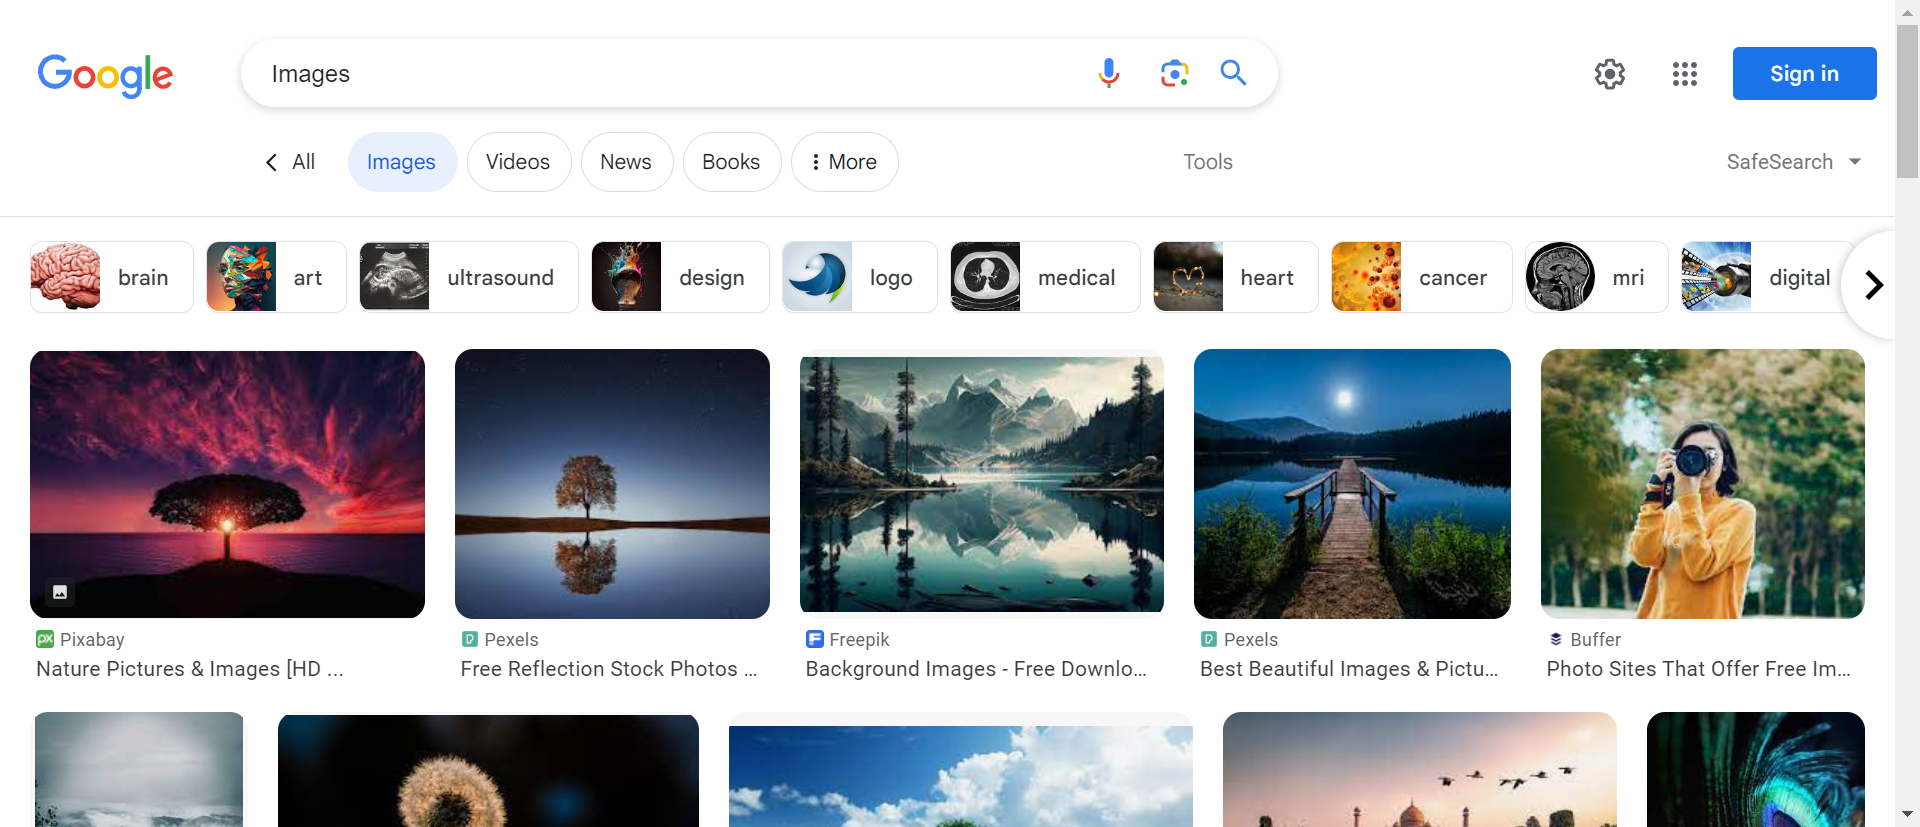 Google
Images
Sign in
All
Images
Videos
News
Books
More
Tools
SafeSearch
brain
art
ultrasound
design
logo
medical
heart
cancer
mri
digital
Pixabay
Nature Pictures & Images [HD ...
Pexels
Free Reflection Stock Photos ...
Freepik
Background Images - Free Downlo...
Pexels
Best Beautiful Images & Pictu...
Buffer
Photo Sites That Offer Free Im...